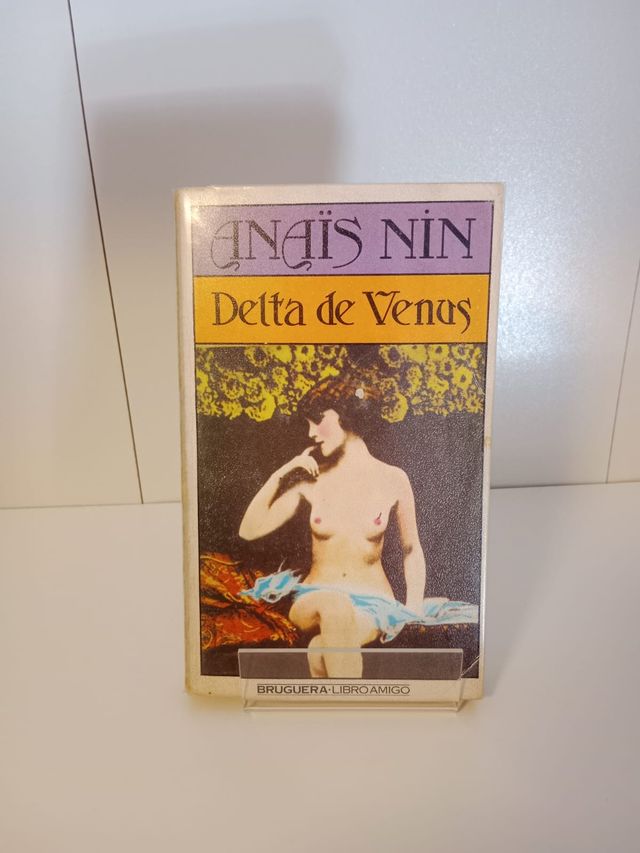 ANAÏS NIN
Delta de Venus
BRUGUERA·LIBRO AMIGO